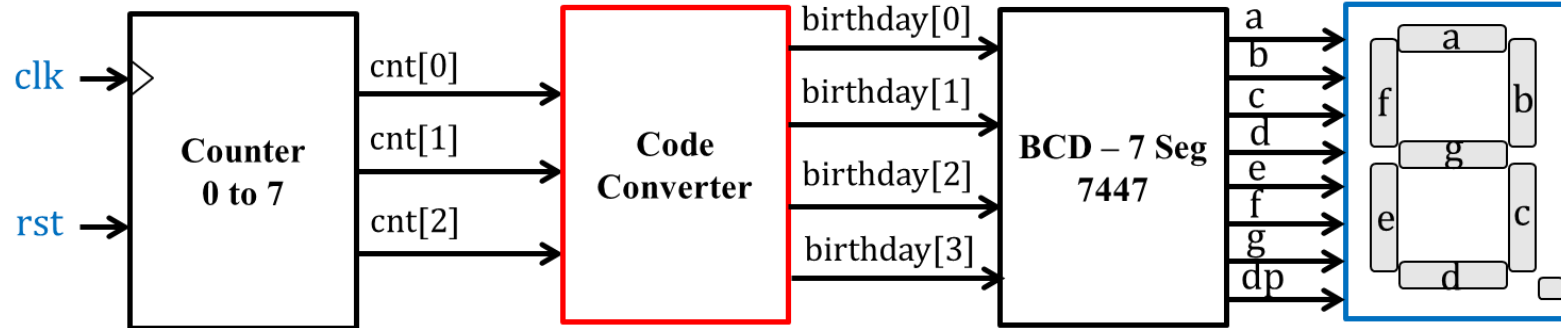 clk
rst
Counter
0 to 7
cnt[0]
cnt[1]
cnt[2]
Code
Converter
birthday[0]
birthday[1]
birthday[2]
birthday[3]
BCD – 7 Seg
7447
a
b
c
d
e
f
g
dp
a
f
b
g
e
c
d